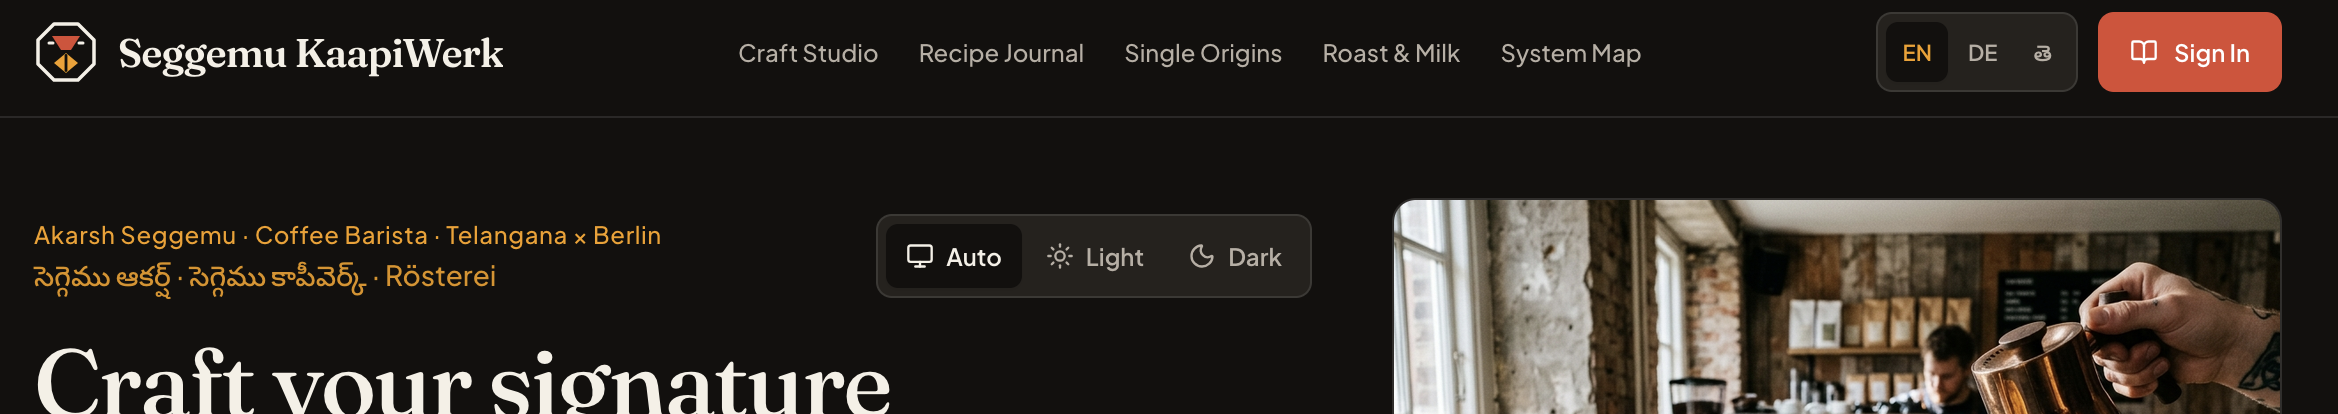 Seggemu KaapiWerk
Craft Studio
Recipe Journal
Single Origins
Roast & Milk
System Map
EN
DE
తె
Sign In
Akarsh Seggemu · Coffee Barista · Telangana × Berlin
సెగ్గెము ఆకర్ష్ · సెగ్గెము కాపీవెర్క్ · Rösterei
Auto
Light
Dark
Craft your signature